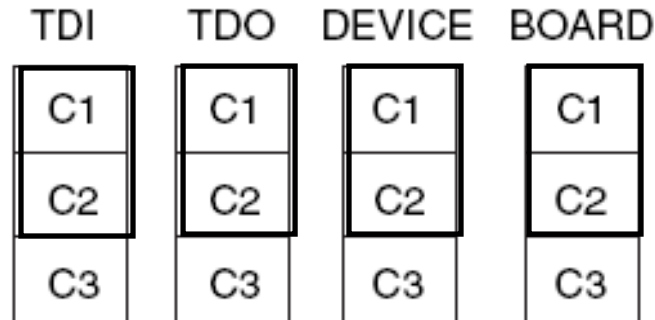 TDI TDO DEVICE BOARD
C1 C1 C1 C1
C2 C2 C2 C2
C3 C3 C3 C3